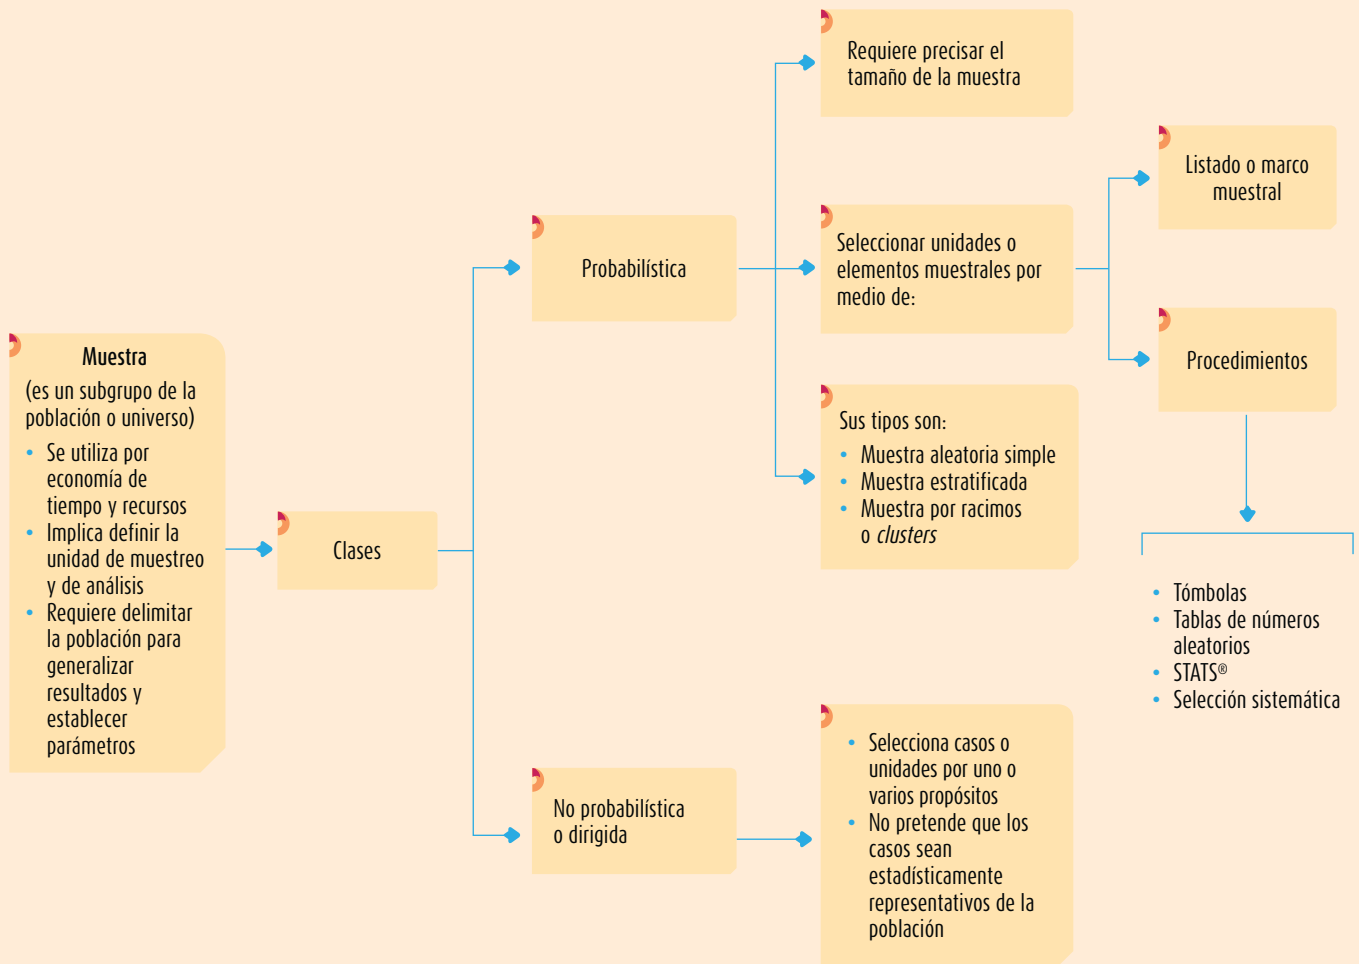 Muestra
(es un subgrupo de la
población o universo)
• Se utiliza por
economía de
tiempo y recursos
• Implica definir la
unidad de muestreo
y de análisis
• Requiere delimitar
la población para
generalizar
resultados y
establecer
parámetros
Clases
Probabilística
Requiere precisar el
tamaño de la muestra
Seleccionar unidades o
elementos muestrales por
medio de:
Listado o marco
muestral
Procedimientos
• Tómbolas
• Tablas de números
aleatorios
• STATS®
• Selección sistemática
Sus tipos son:
• Muestra aleatoria simple
• Muestra estratificada
• Muestra por racimos
o clusters
No probabilística
o dirigida
• Selecciona casos o
unidades por uno o
varios propósitos
• No pretende que los
casos sean
estadísticamente
representativos de la
población